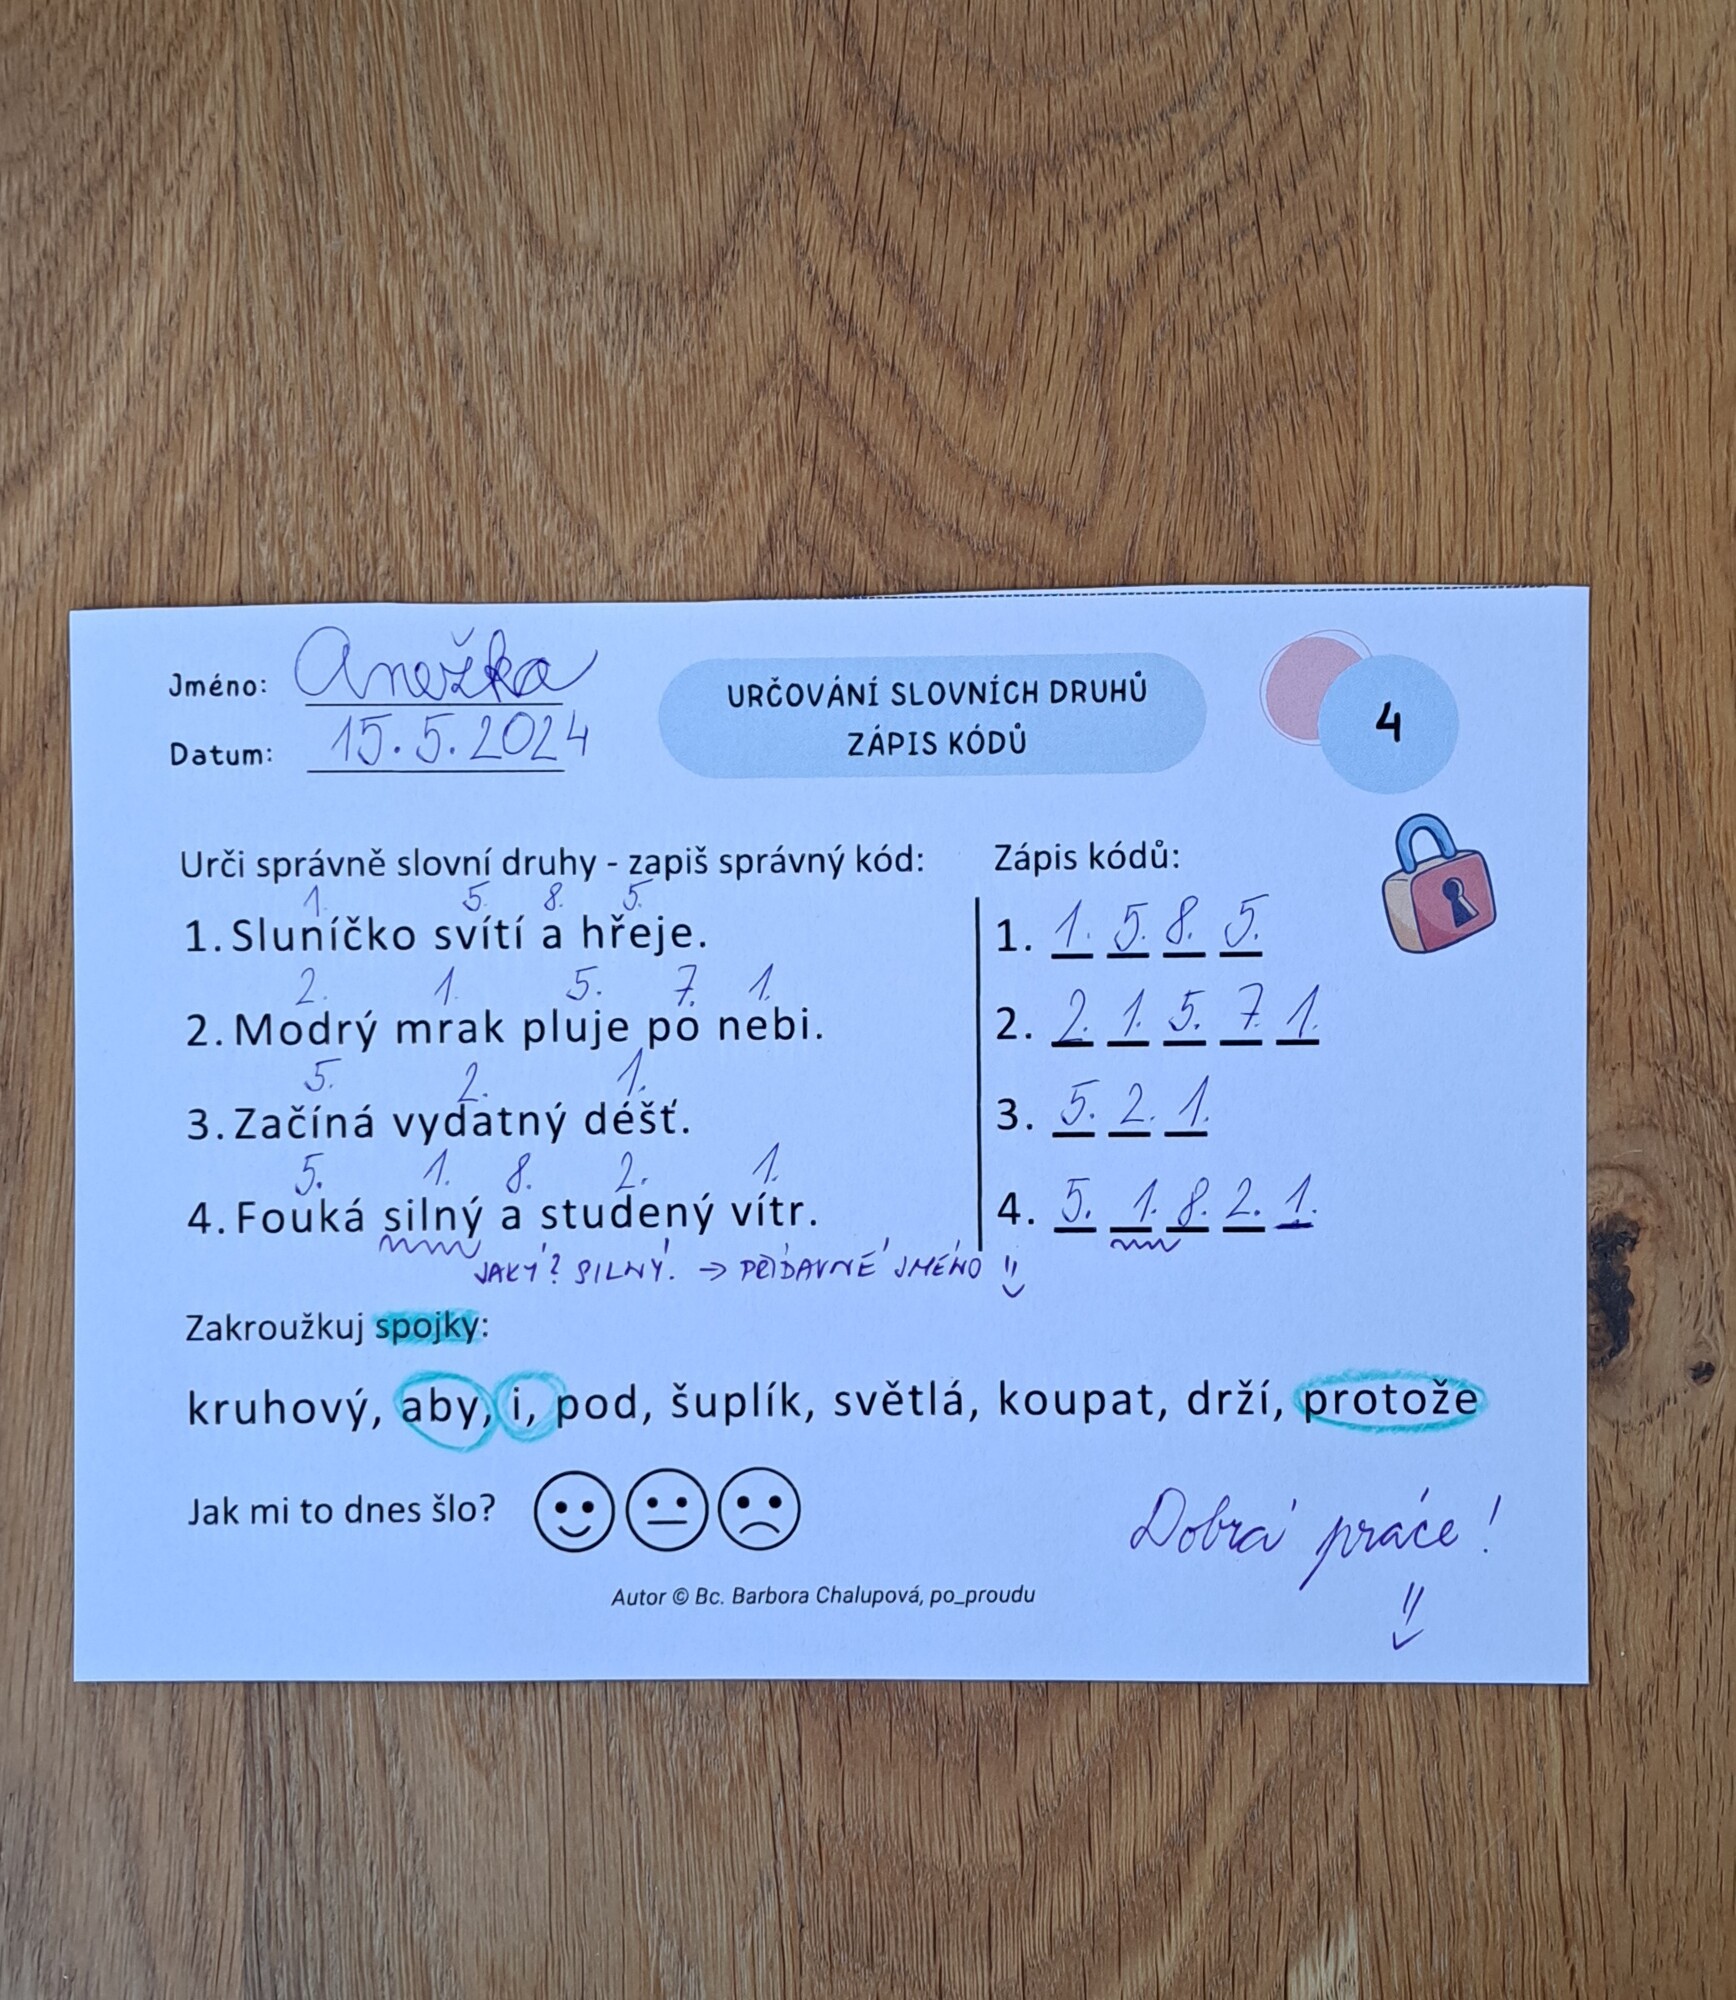 Jméno: Anežka
Datum: 15.5.2024
URČOVÁNÍ SLOVNÍCH DRUHŮ
ZÁPIS KÓDŮ
4
Urči správně slovní druhy - zapiš správný kód:
1. 5. 8. 5.
1. Sluníčko svítí a hřeje.
2. 1. 5. 7. 1.
2. Modrý mrak pluje po nebi.
5. 2. 1.
3. Začíná vydatný déšť.
5. 1. 8. 2. 1.
4. Fouká silný a studený vítr.
JAKÝ? SILNÝ. → PŘÍDAVNÉ JMÉNO
Zápis kódů:
1. 1. 5. 8. 5.
2. 2. 1. 5. 7. 1.
3. 5. 2. 1.
4. 5. 1. 8. 2. 1.
Zakroužkuj spojky:
kruhový, aby, i, pod, šuplík, světlá, koupat, drží, protože
Jak mi to dnes šlo?
Dobrá práce!
Autor © Bc. Barbora Chalupová, po_proudu